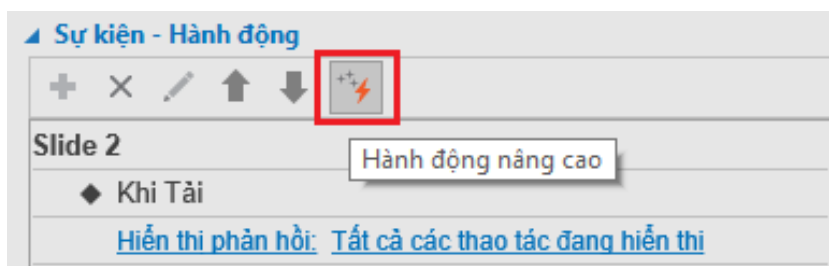 Sự kiện - Hành động
Slide 2
Hành động nâng cao
Khi Tải
Hiển thi phản hồi: Tất cả các thao tác đang hiển thi